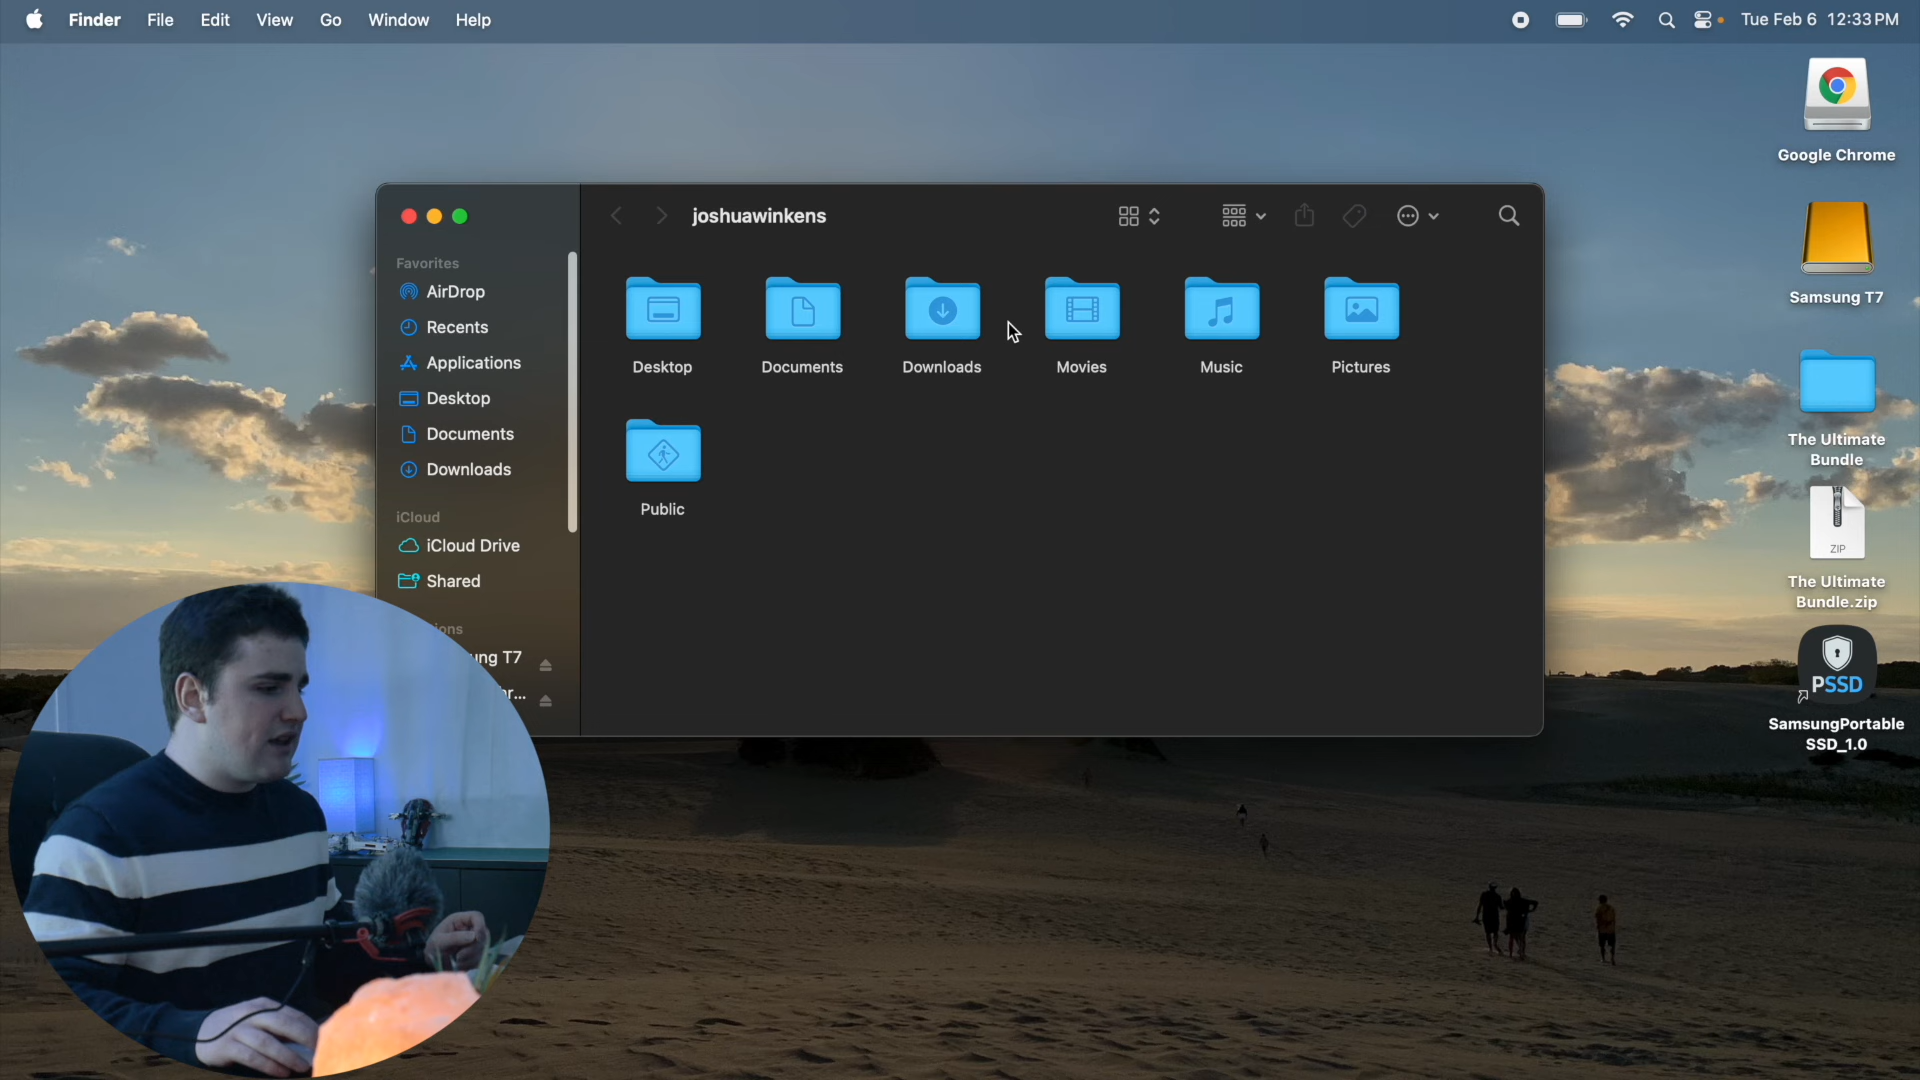 Finder File Edit View Go Window Help
Tue Feb 6 12:33 PM
joshuawinkens
Favorites
AirDrop
Recents
Applications
Desktop
Documents
Downloads
iCloud
iCloud Drive
Shared
ions
ung T7
Desktop
Documents
Downloads
Movies
Music
Pictures
Public
Google Chrome
Samsung T7
The Ultimate
Bundle
ZIP
The Ultimate
Bundle.zip
PSSD
SamsungPortable
SSD_1.0